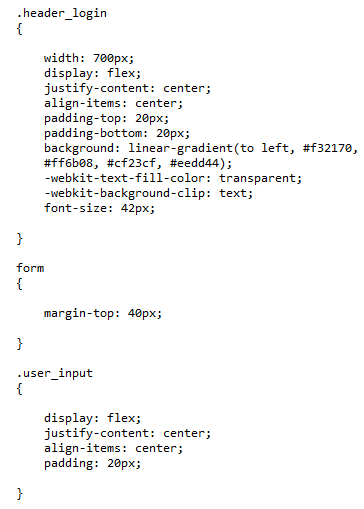 .header_login
{
width: 700px;
display: flex;
justify-content: center;
align-items: center;
padding-top: 20px;
padding-bottom: 20px;
background: linear-gradient(to left, #f32170,
#ff6b08, #cf23cf, #eedd44);
-webkit-text-fill-color: transparent;
-webkit-background-clip: text;
font-size: 42px;
}
form
{
margin-top: 40px;
}
.user_input
{
display: flex;
justify-content: center;
align-items: center;
padding: 20px;
}